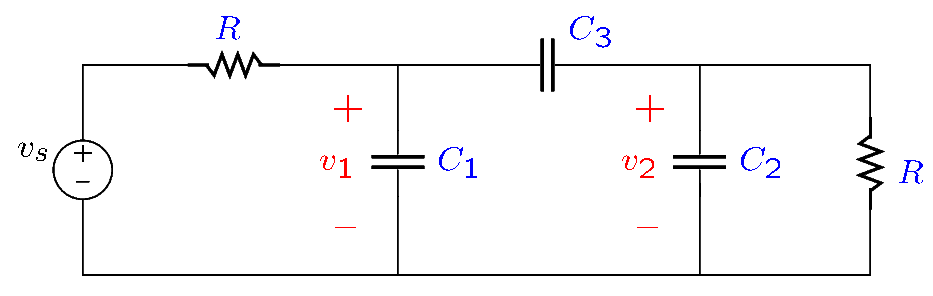 R
C₃
+
+
vₛ
+
−
v₁
C₁
v₂
C₂
R
−
−